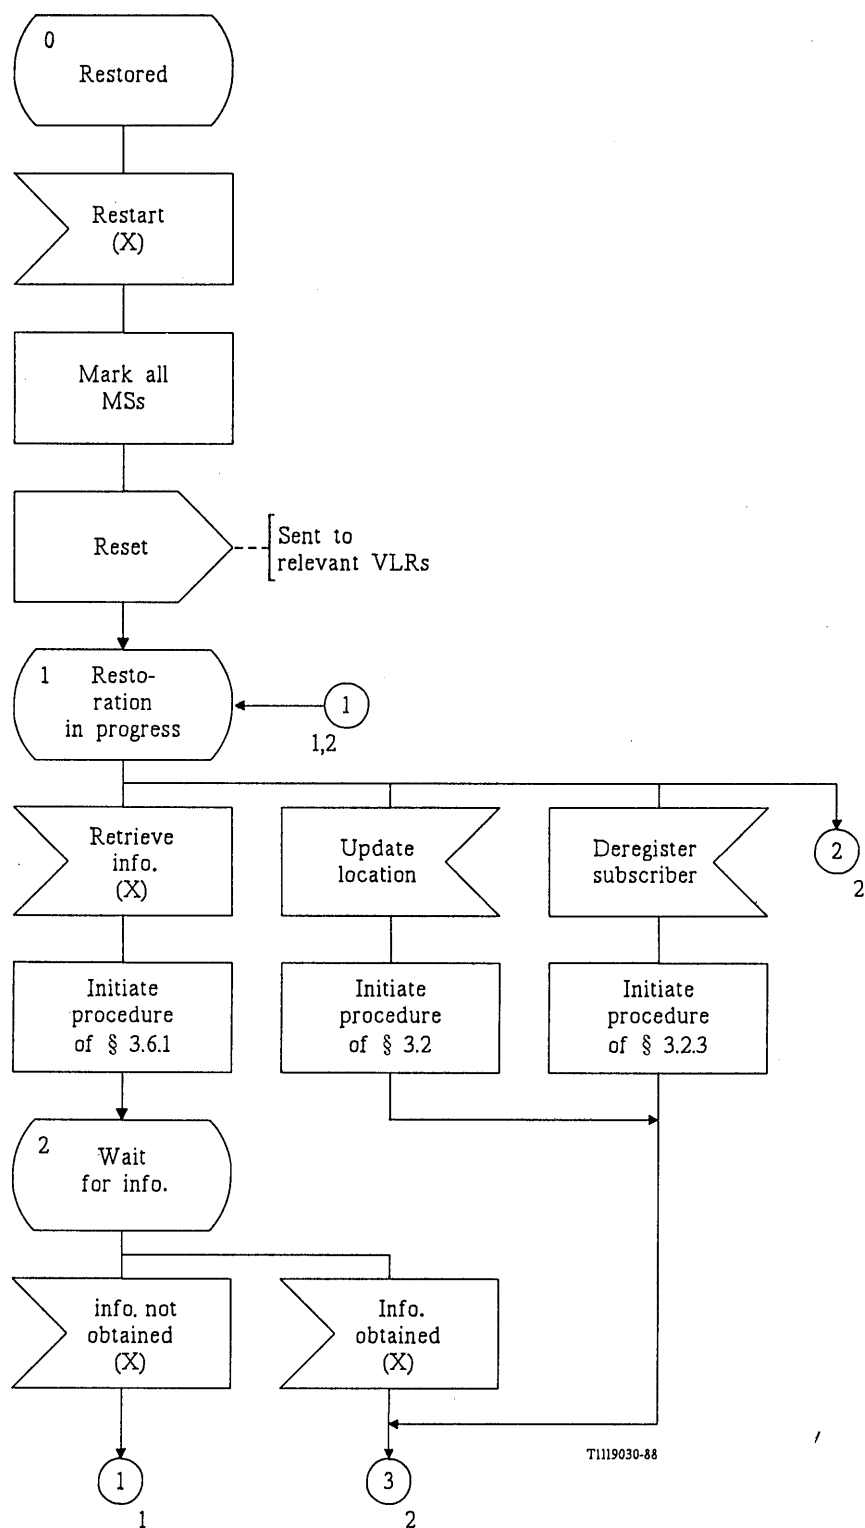 0
Restored
Restart
(X)
Mark all
MSs
Reset
Sent to
relevant VLRs
1
Resto-
ration
in progress
1
1,2
Retrieve
info.
(X)
Update
location
Deregister
subscriber
2
2
Initiate
procedure
of § 3.6.1
Initiate
procedure
of § 3.2
Initiate
procedure
of § 3.2.3
2
Wait
for info.
info. not
obtained
(X)
Info.
obtained
(X)
T1119030-88
1
1
3
2